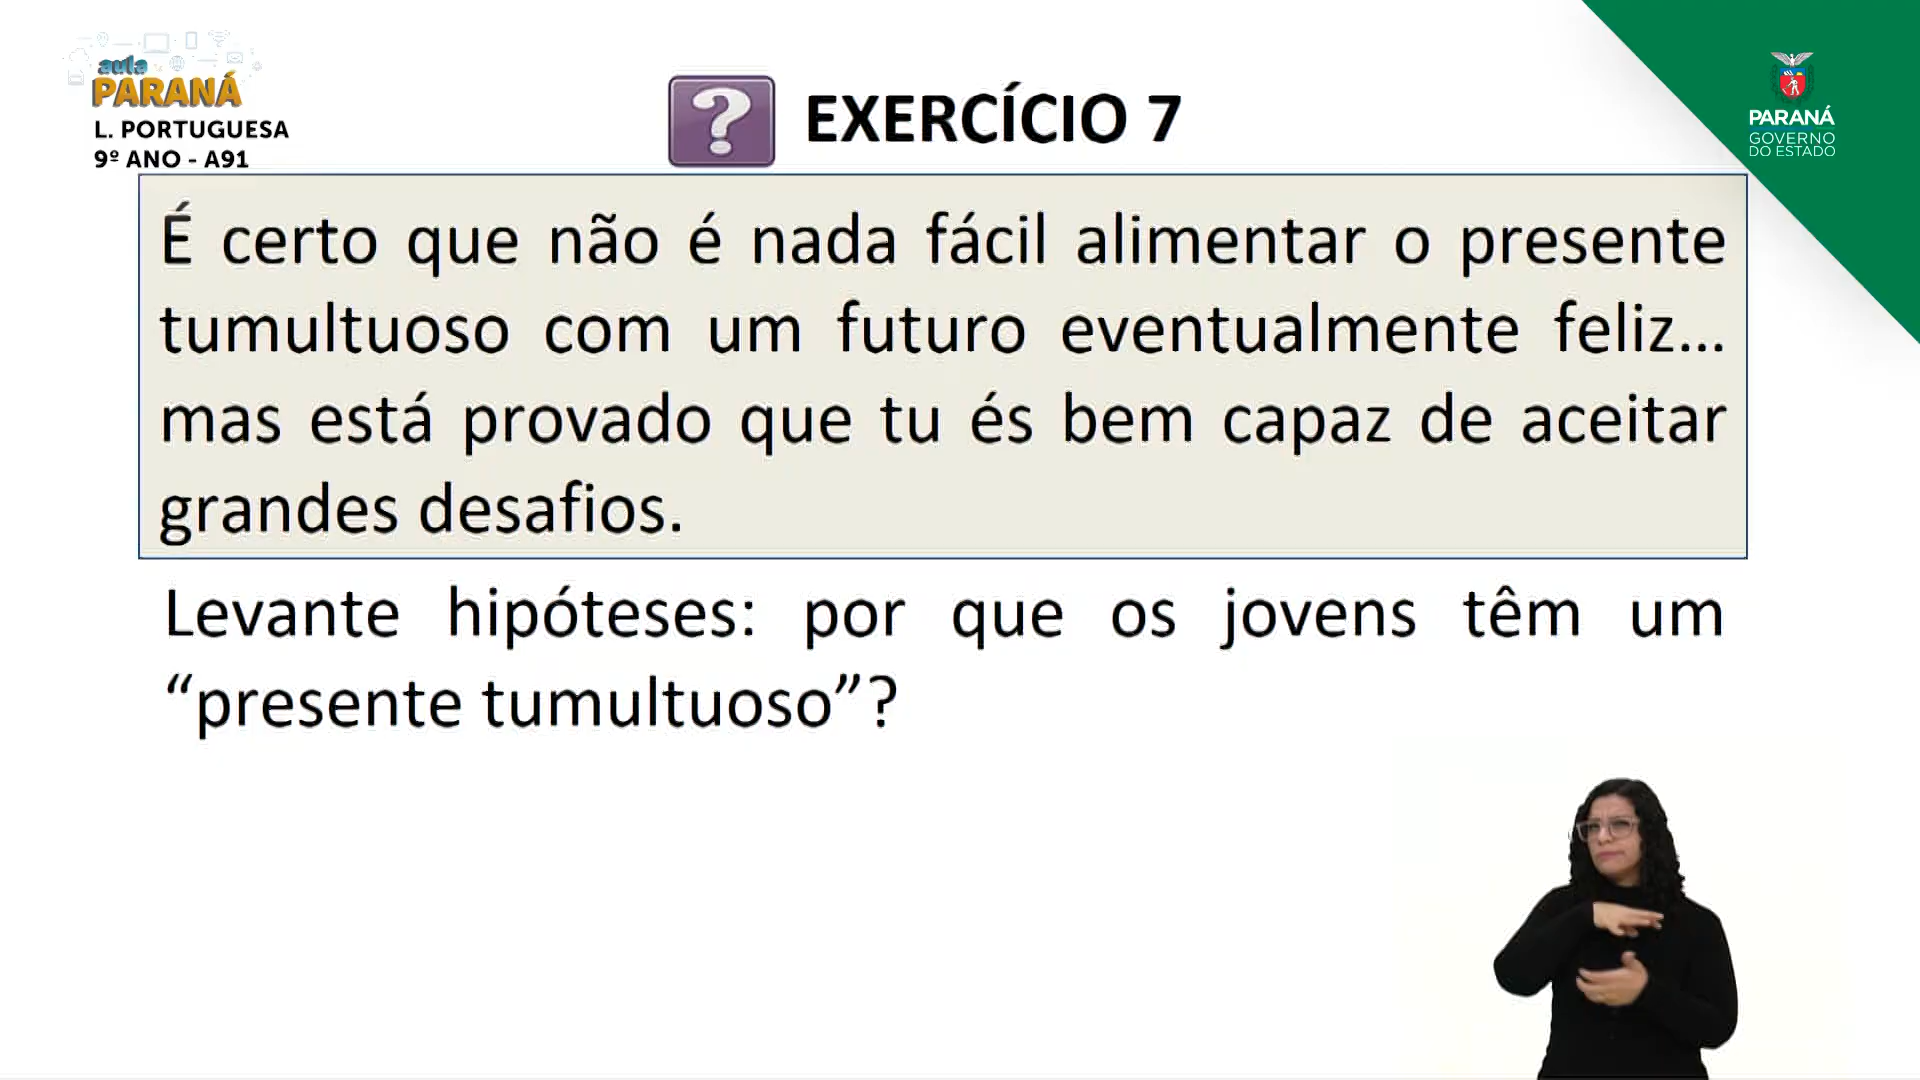 aula
PARANÁ
L. PORTUGUESA
9º ANO - A91
? EXERCÍCIO 7
PARANÁ
GOVERNO
DO ESTADO
É certo que não é nada fácil alimentar o presente
tumultuoso com um futuro eventualmente feliz...
mas está provado que tu és bem capaz de aceitar
grandes desafios.
Levante hipóteses: por que os jovens têm um
“presente tumultuoso”?